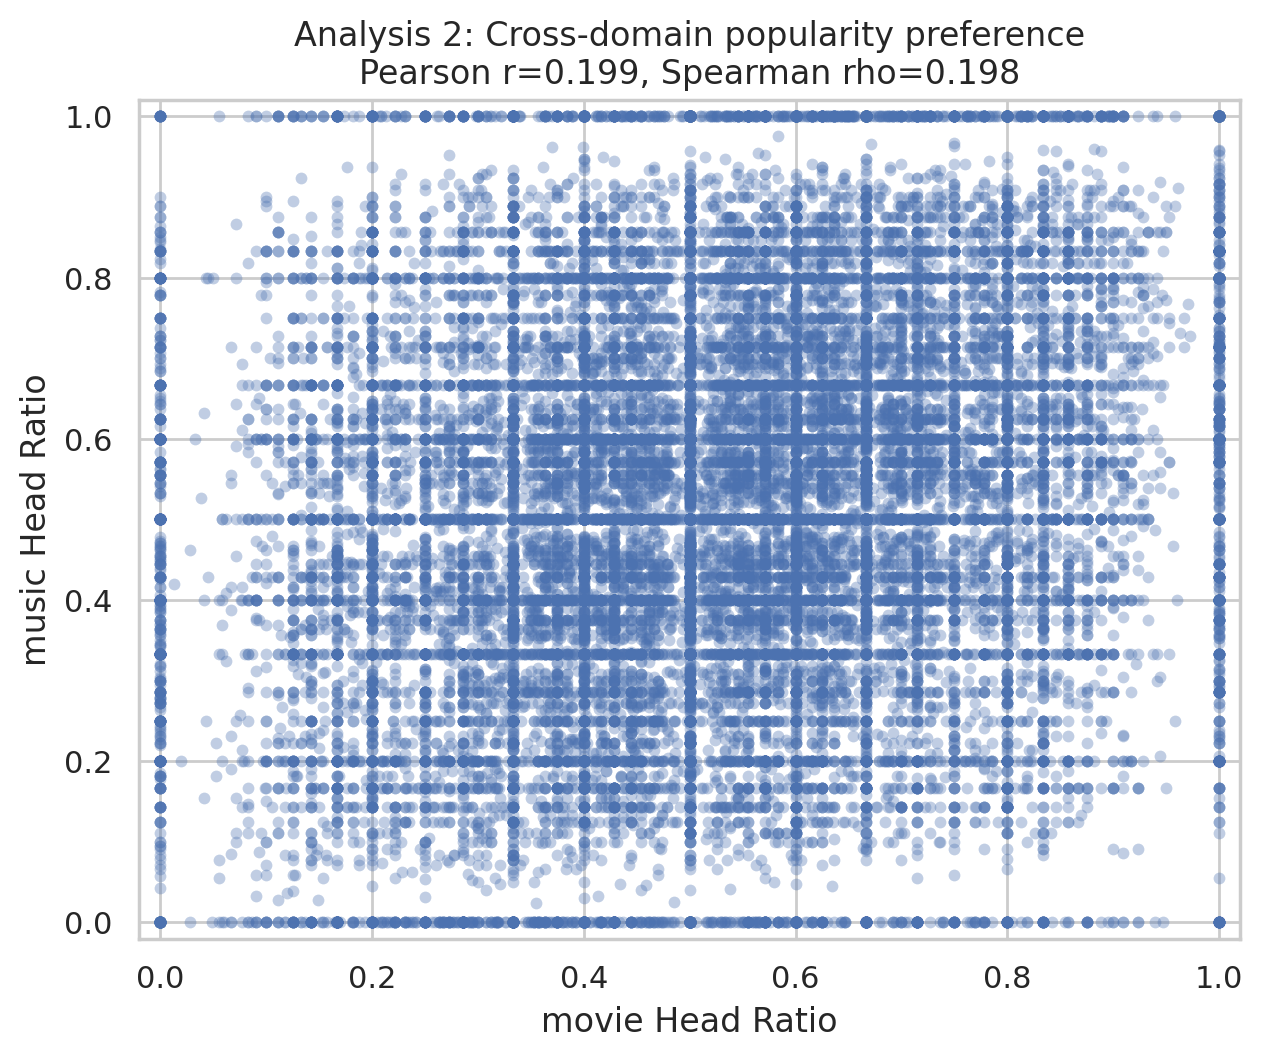 Analysis 2: Cross-domain popularity preference
Pearson r=0.199, Spearman rho=0.198
1.0
0.8
0.6
0.4
0.2
0.0
music Head Ratio
0.0 0.2 0.4 0.6 0.8 1.0
movie Head Ratio